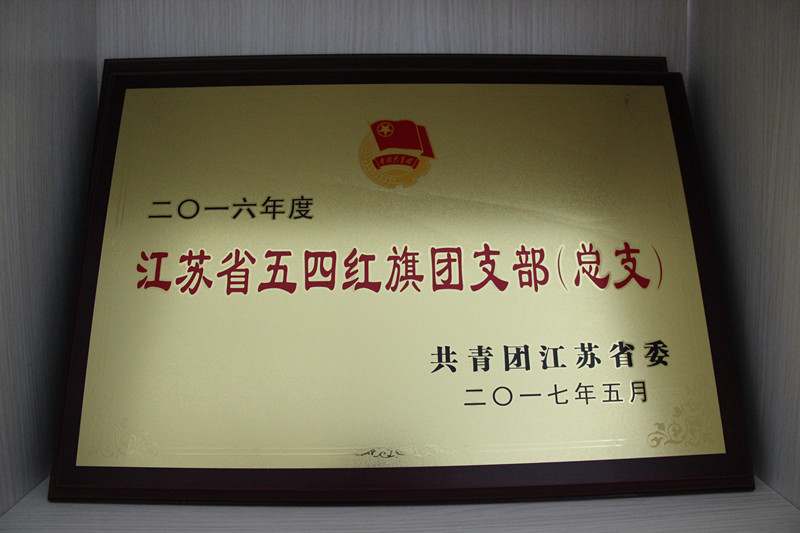 二〇一六年度
江苏省五四红旗团支部（总支）
共青团江苏省委
二〇一七年五月